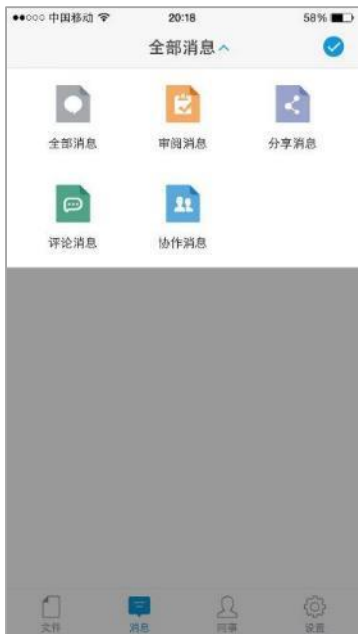 中国移动 20:18 58%
全部消息
全部消息 审阅消息 分享消息
评论消息 协作消息
文件 消息 同事 设置